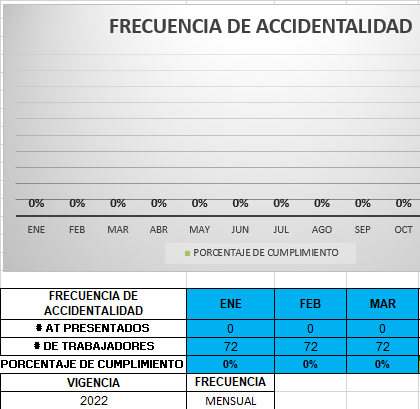 FRECUENCIA DE ACCIDENTALIDAD
0% 0% 0% 0% 0% 0% 0% 0% 0% 0%
ENE FEB MAR ABR MAY JUN JUL AGO SEP OCT
PORCENTAJE DE CUMPLIMIENTO
FRECUENCIA DE ACCIDENTALIDAD ENE FEB MAR
# AT PRESENTADOS 0 0 0
# DE TRABAJADORES 72 72 72
PORCENTAJE DE CUMPLIMIENTO 0% 0% 0%
VIGENCIA FRECUENCIA
2022 MENSUAL